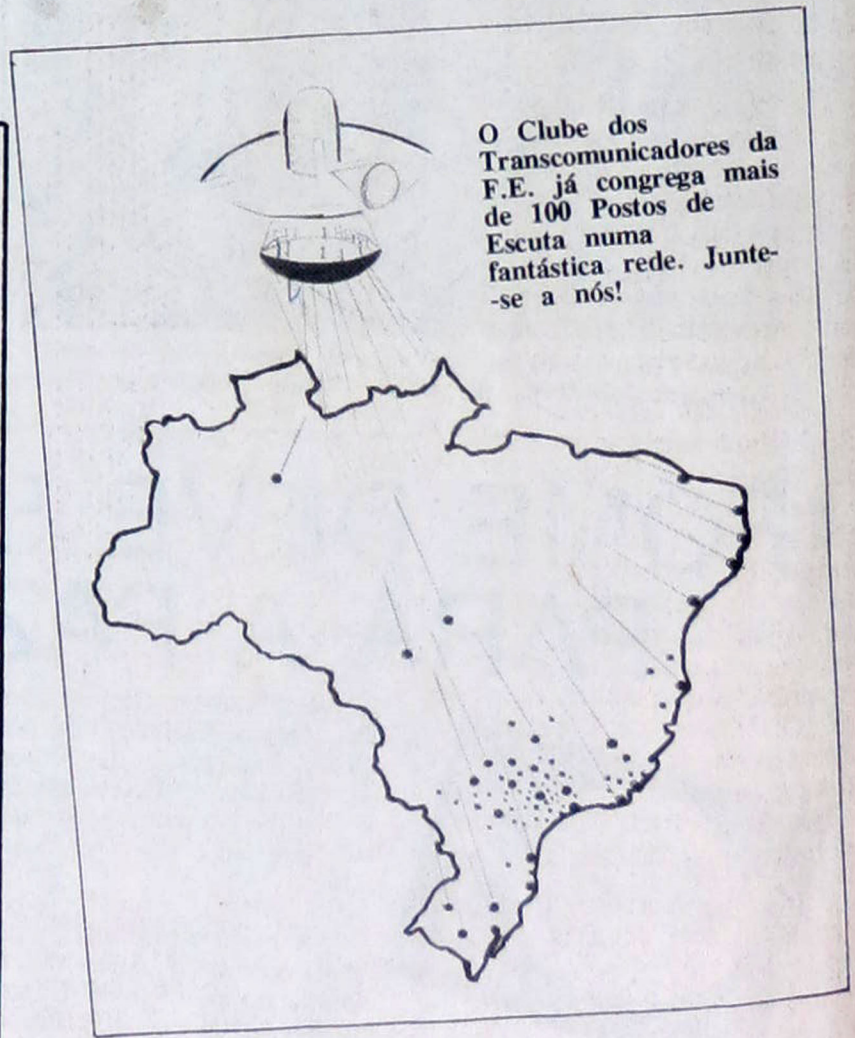 O Clube dos
Transcomunicadores da
F.E. já congrega mais
de 100 Postos de
Escuta numa
fantástica rede. Junte-
-se a nós!